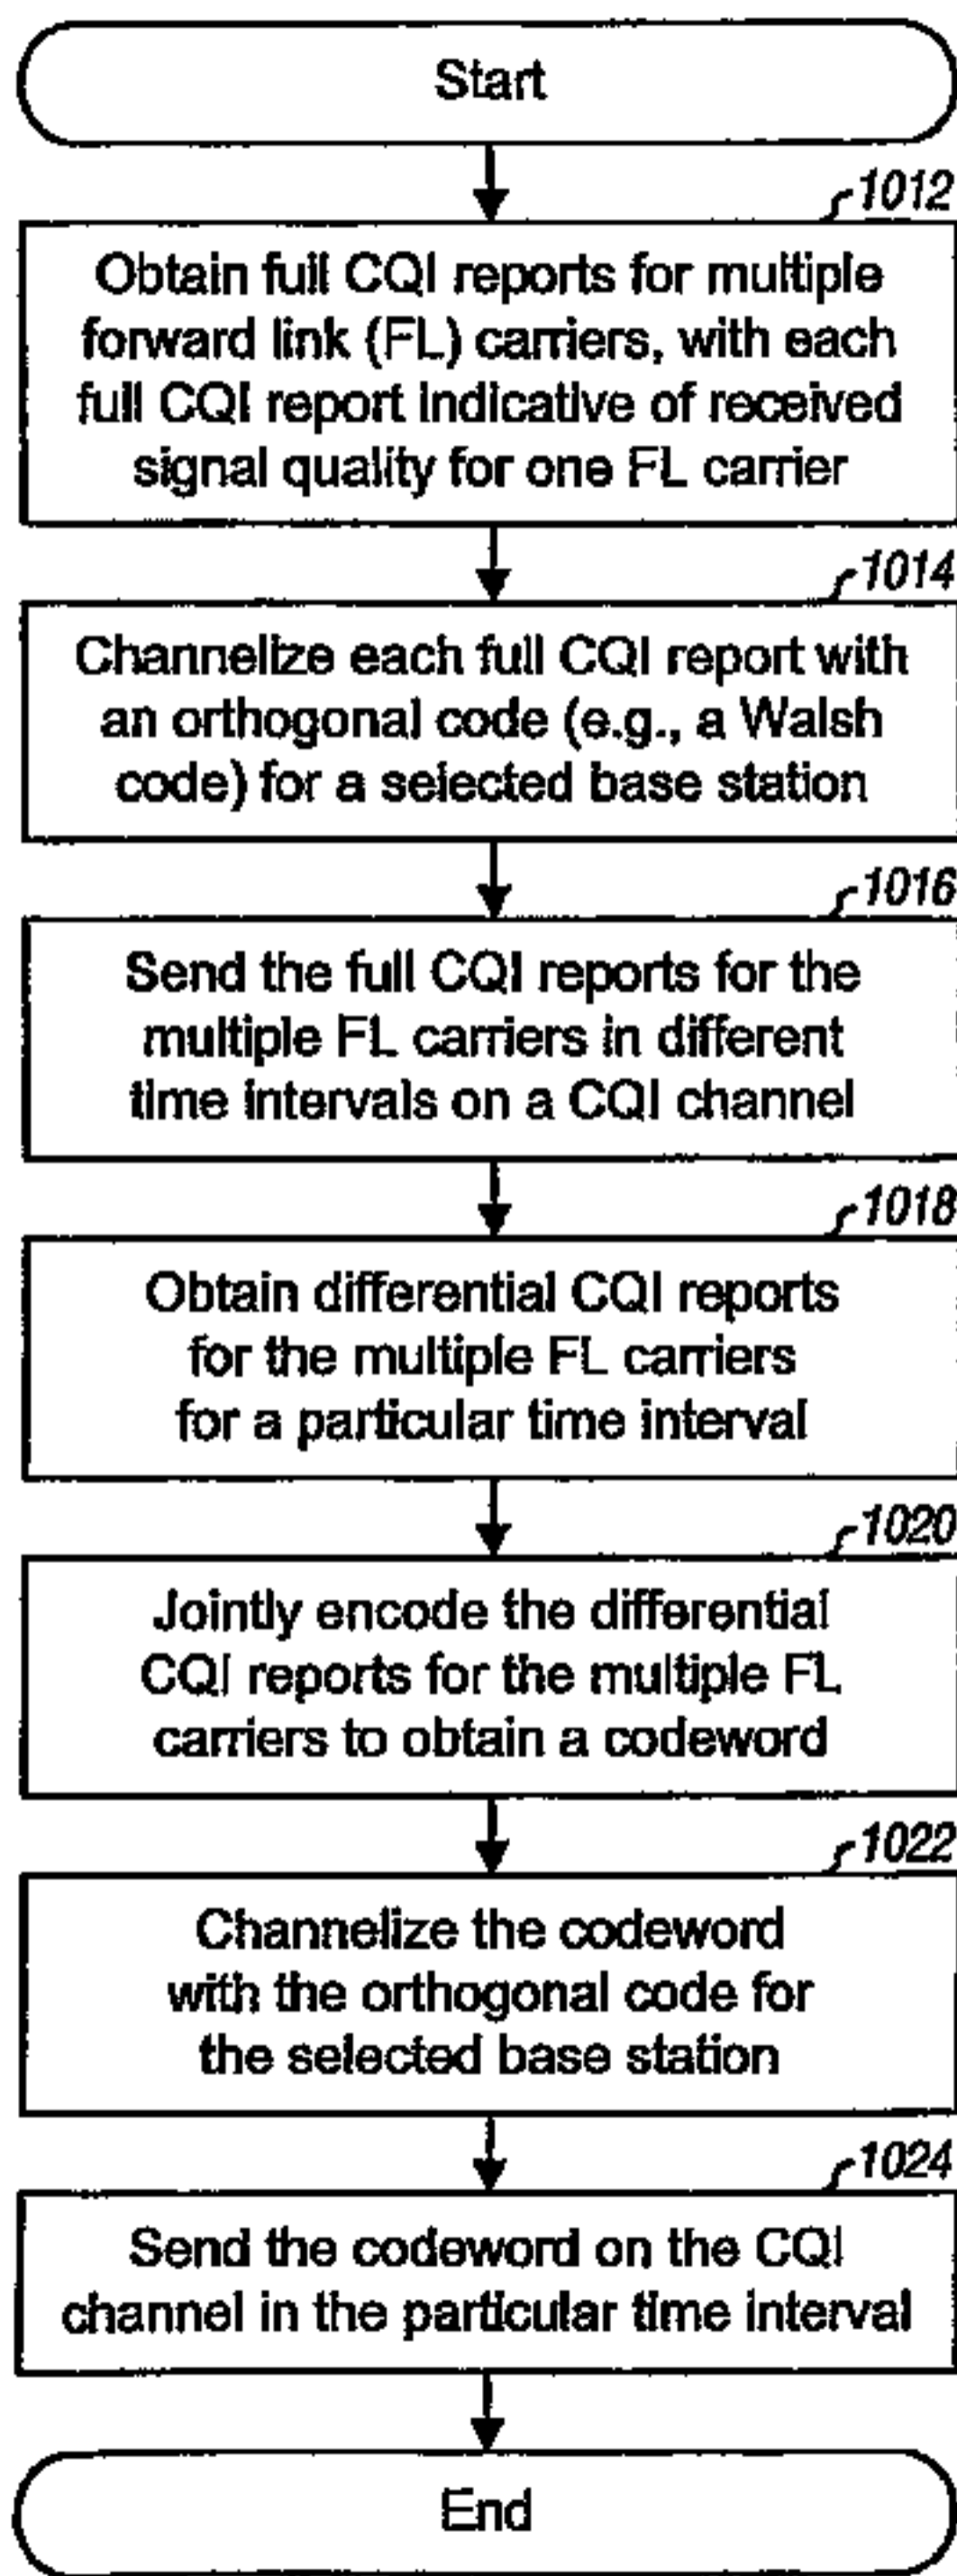 Start
1012
Obtain full CQI reports for multiple
forward link (FL) carriers, with each
full CQI report indicative of received
signal quality for one FL carrier
1014
Channelize each full CQI report with
an orthogonal code (e.g., a Walsh
code) for a selected base station
1016
Send the full CQI reports for the
multiple FL carriers in different
time intervals on a CQI channel
1018
Obtain differential CQI reports
for the multiple FL carriers
for a particular time interval
1020
Jointly encode the differential
CQI reports for the multiple FL
carriers to obtain a codeword
1022
Channelize the codeword
with the orthogonal code for
the selected base station
1024
Send the codeword on the CQI
channel in the particular time interval
End